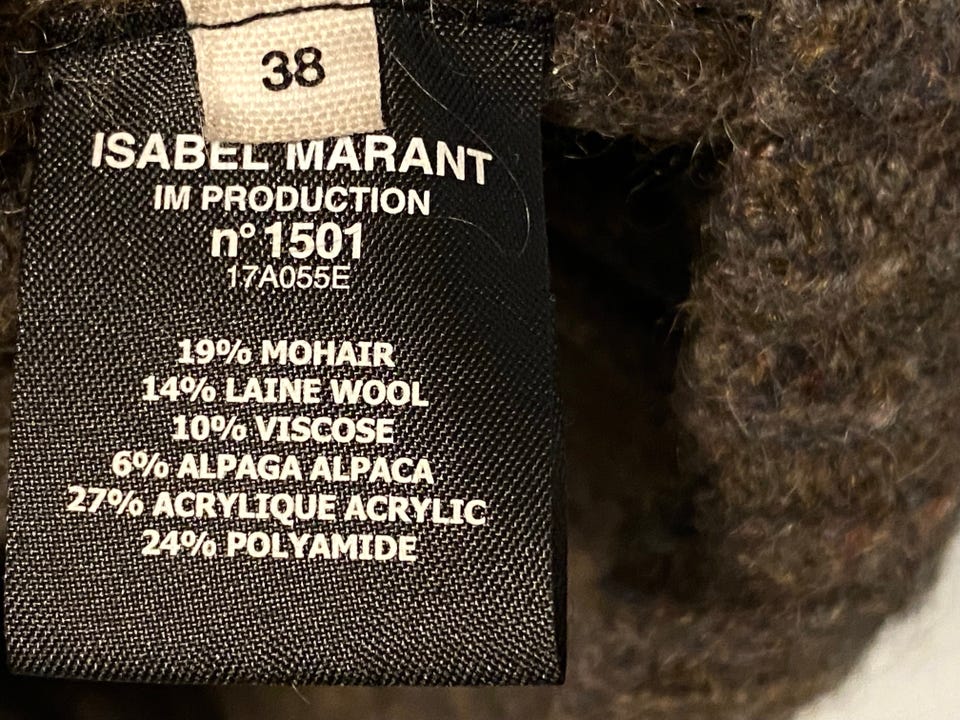 38
ISABEL MARANT
IM PRODUCTION
n° 1501
17A055E
19% MOHAIR
14% LAINE WOOL
10% VISCOSE
6% ALPAGA ALPACA
27% ACRYLIQUE ACRYLIC
24% POLYAMIDE